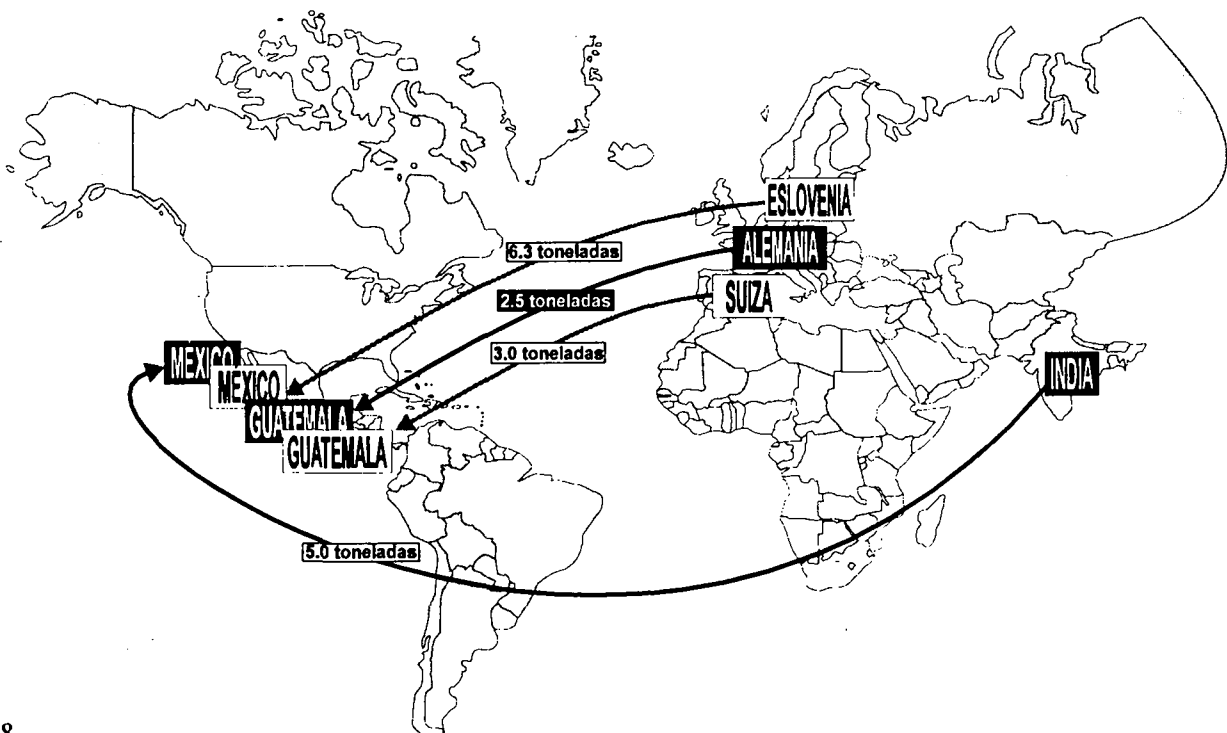 ESLOVENIA
6.3 toneladas
ALEMANIA
2.5 toneladas
SUIZA
3.0 toneladas
MEXICO
MEXICO
INDIA
GUATEMALA
GUATEMALA
5.0 toneladas